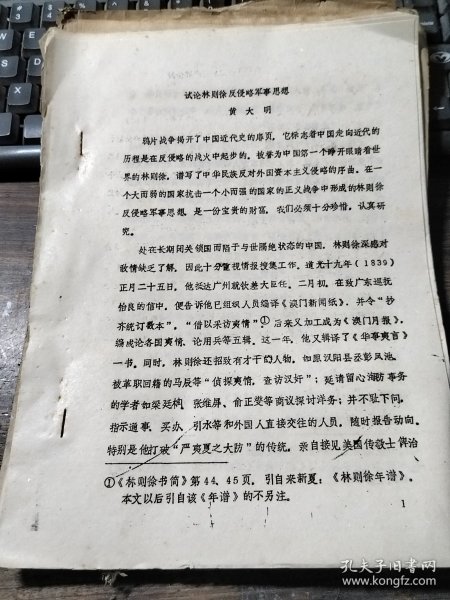 试论林则徐反侵略军事思想
黄大明
鸦片战争揭开了中国近代史的扉页，它标志着中国走向近代的
历程是在反侵略的战火中起步的。被誉为中国第一个睁开眼睛看世
界的林则徐，谱写了中华民族反对外国资本主义侵略的序曲。在一
个大而弱的国家抗击一个小而强的国家的正义战争中形成的林则徐
反侵略军事思想，是一份宝贵的财富，我们必须十分珍惜，认真研
究。
处在长期闭关锁国而陷于与世隔绝状态的中国，林则徐深感对
敌情缺乏了解，因此十分重视情报搜集工作。道光十九年（1839）
正月二十五日，他抵达广州就钦差大臣任。二月初，在致广东巡抚
怡良的信中，便告诉他已组织人员编译《澳门新闻纸》，并令“抄
齐统订数本”，“借以采访夷情”①后来又加工成为《澳门月报》，
编成论各国夷情、论用兵等五辑。这一年，他又辑译了《华事夷言》
一书。同时，林则徐还招致有才干的人物，如原汉阳县丞彭凤池、
被革职回籍的马辰等“侦探夷情，查访汉奸”；延请留心海防事务
的学者如梁廷枏、张维屏、俞正燮等商议探讨洋务；并不耻下问，
指示通事、买办、引水等和外国人直接交往的人员，随时报告动向。
特别是他打破“严夷夏之大防”的传统，亲自接见美国传教士裨治
①《林则徐书简》第44、45页，引自来新夏：《林则徐年谱》。
本文以后引自该《年谱》的不另注。
1
孔夫子旧书网
www.kongfz.com